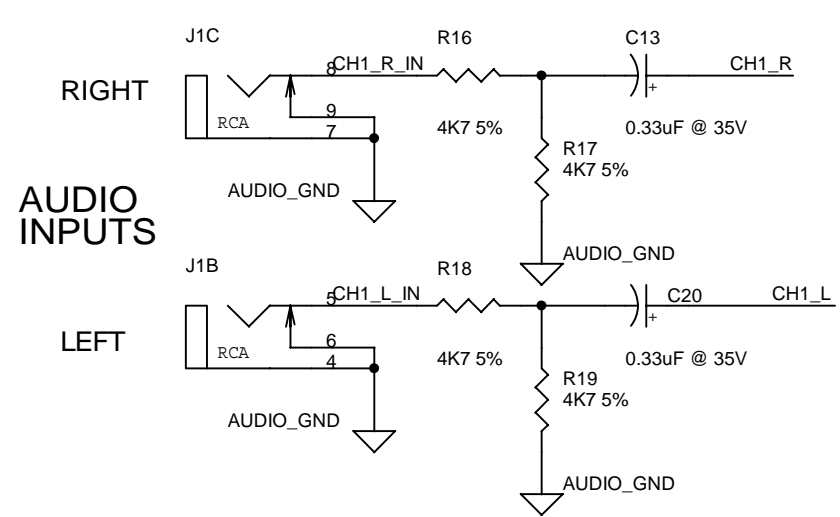 J1C
R16
C13
RIGHT
8
CH1_R_IN
CH1_R
+
RCA
9
7
4K7 5%
0.33uF @ 35V
R17
4K7 5%
AUDIO_GND
AUDIO
INPUTS
AUDIO_GND
J1B
R18
5
CH1_L_IN
C20
CH1_L
+
LEFT
RCA
6
4
4K7 5%
0.33uF @ 35V
R19
4K7 5%
AUDIO_GND
AUDIO_GND